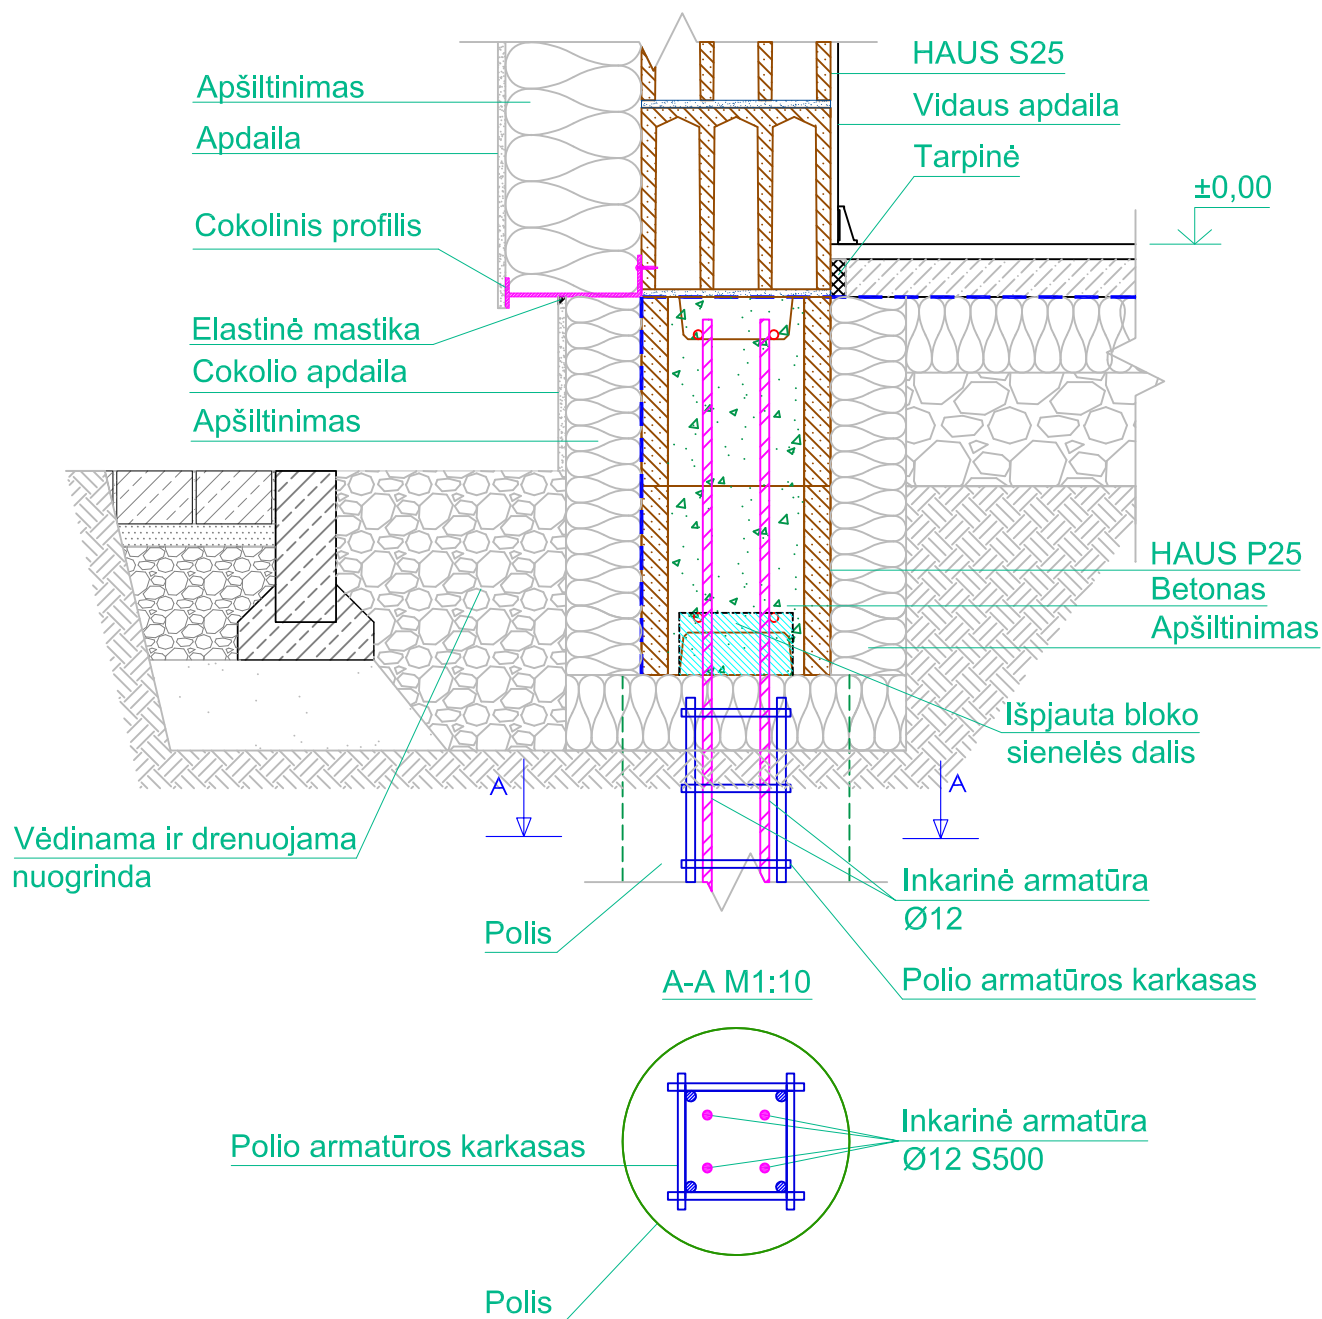 HAUS S25
Apšiltinimas
Vidaus apdaila
Apdaila
Tarpinė
±0,00
Cokolinis profilis
Elastinė mastika
Cokolio apdaila
Apšiltinimas
HAUS P25
Betonas
Apšiltinimas
Išpjauta bloko
sienelės dalis
A
A
Vėdinama ir drenuojama
nuogrinda
Inkarinė armatūra
Ø12
Polis
A-A M1:10
Polio armatūros karkasas
Inkarinė armatūra
Ø12 S500
Polio armatūros karkasas
Polis